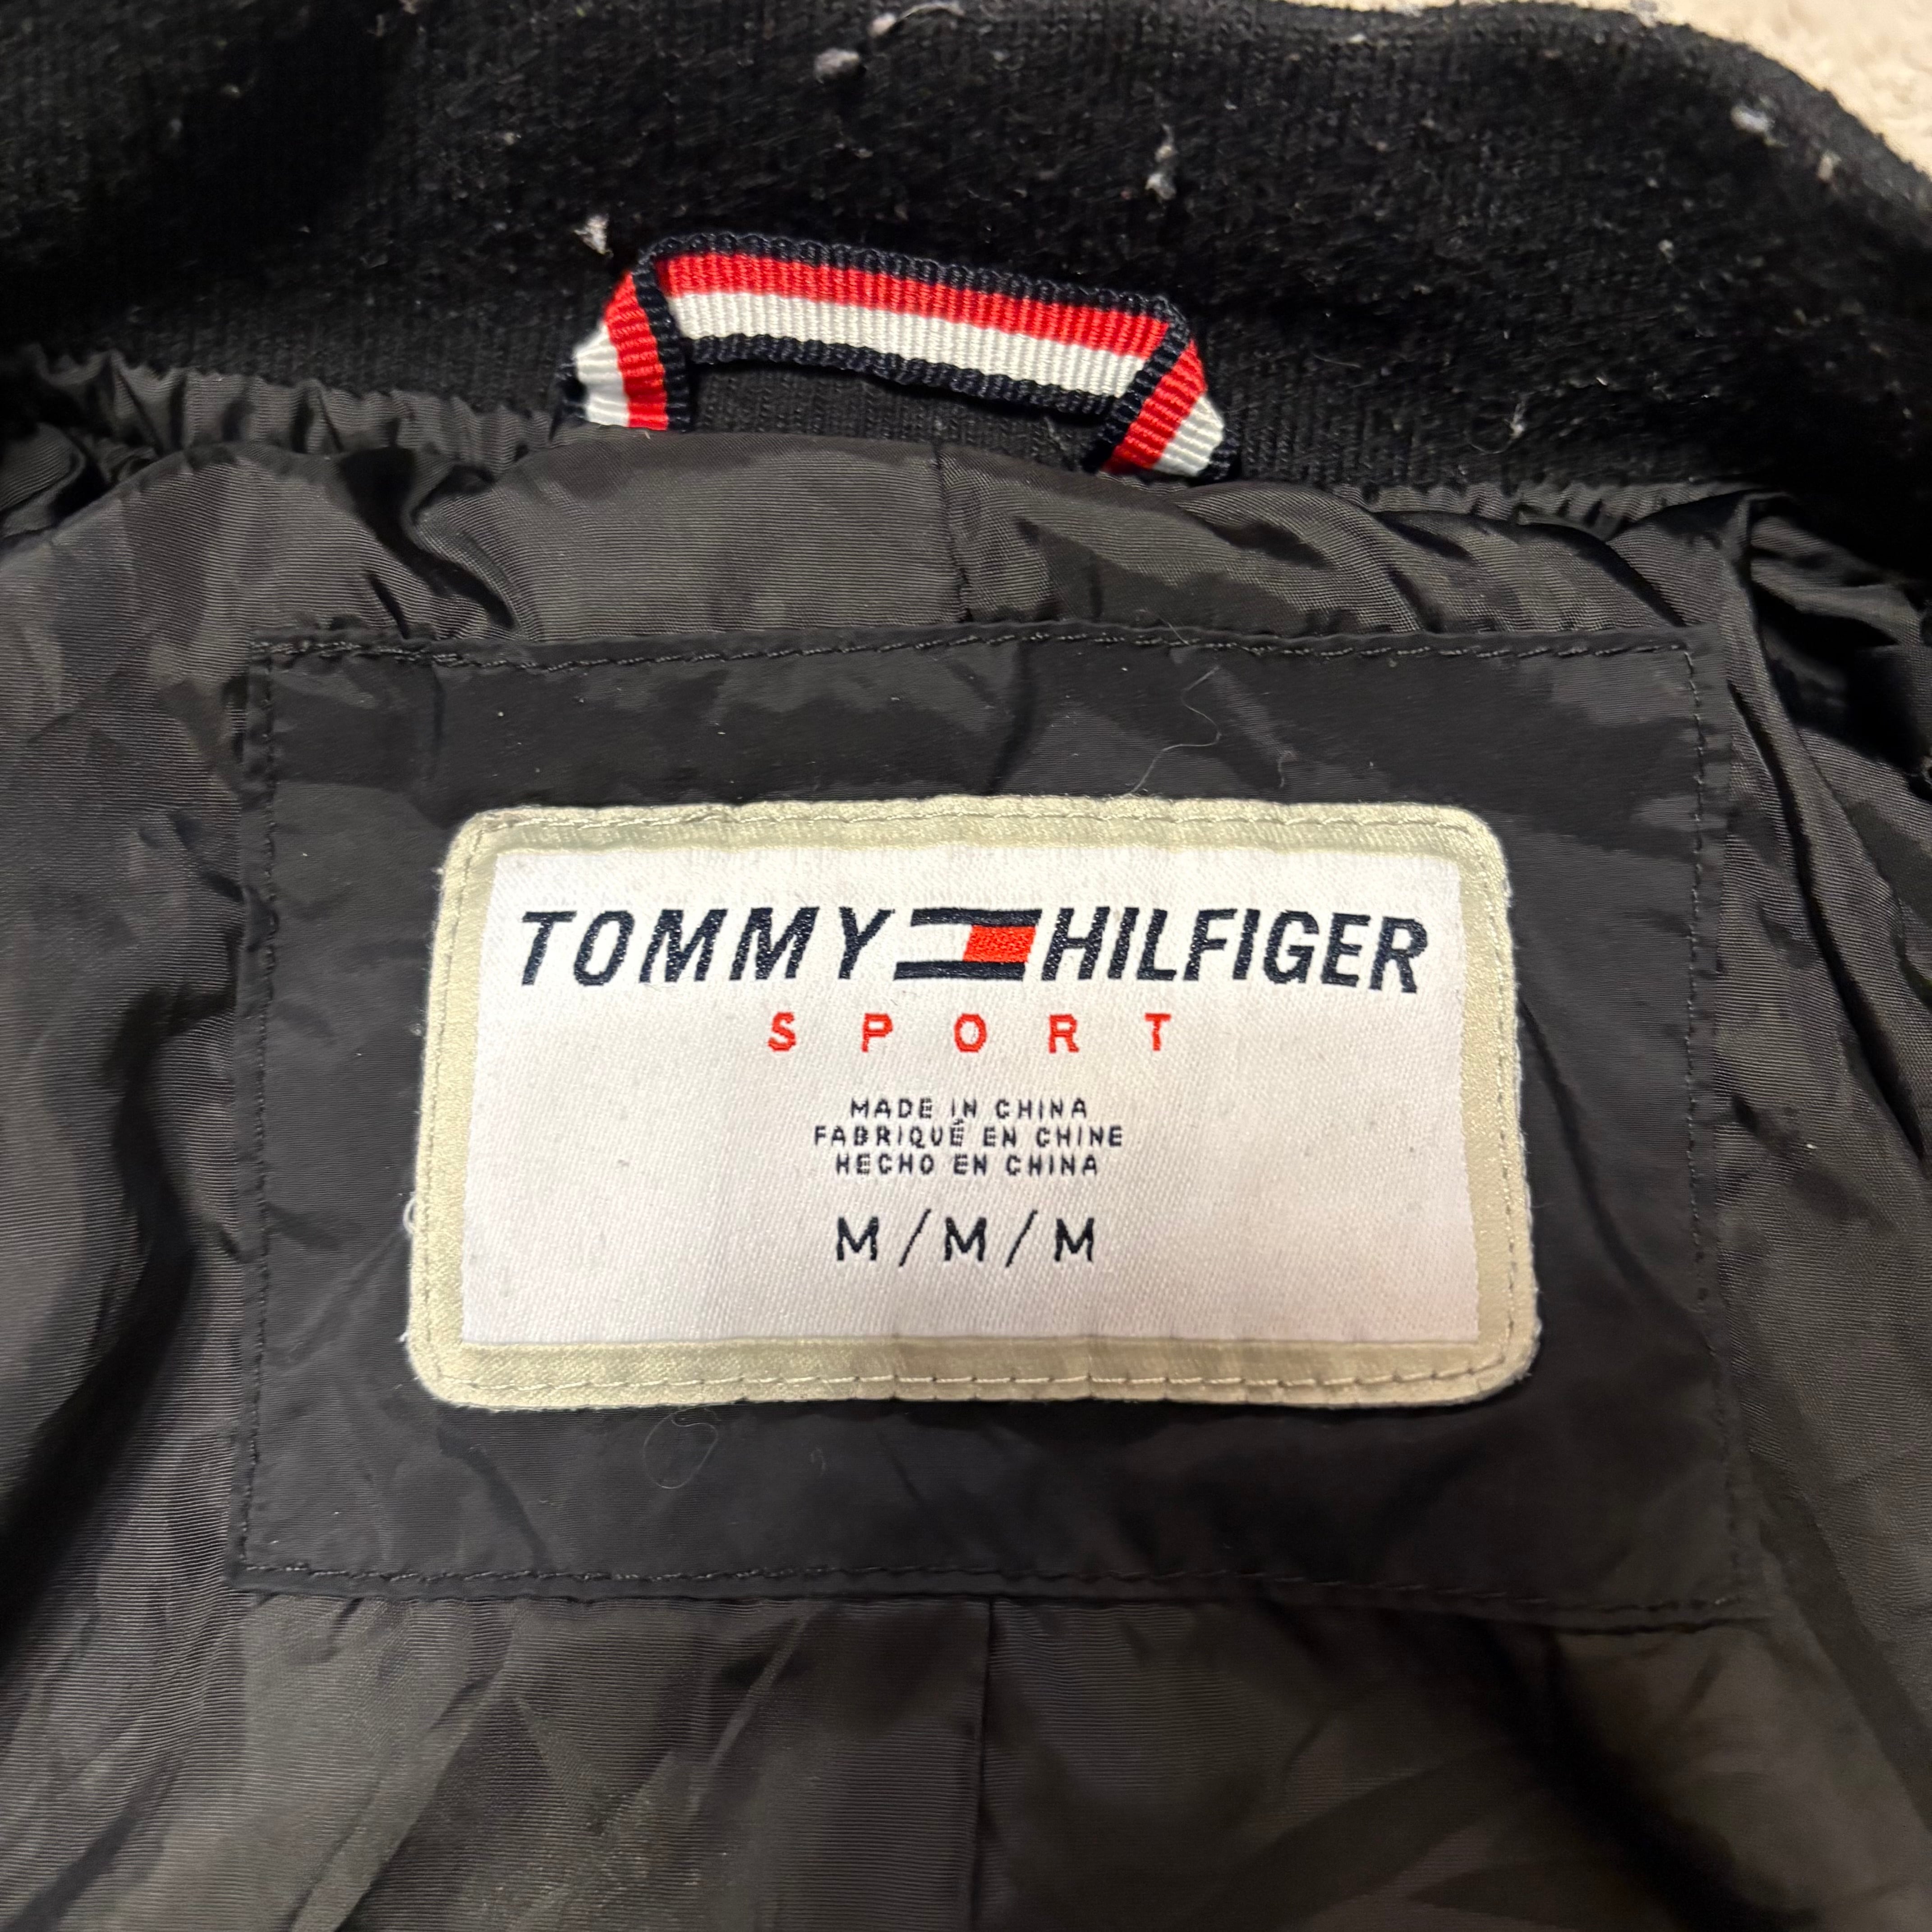 TOMMY HILFIGER
SPORT
MADE IN CHINA
FABRIQUÉ EN CHINE
HECHO EN CHINA
M/M/M